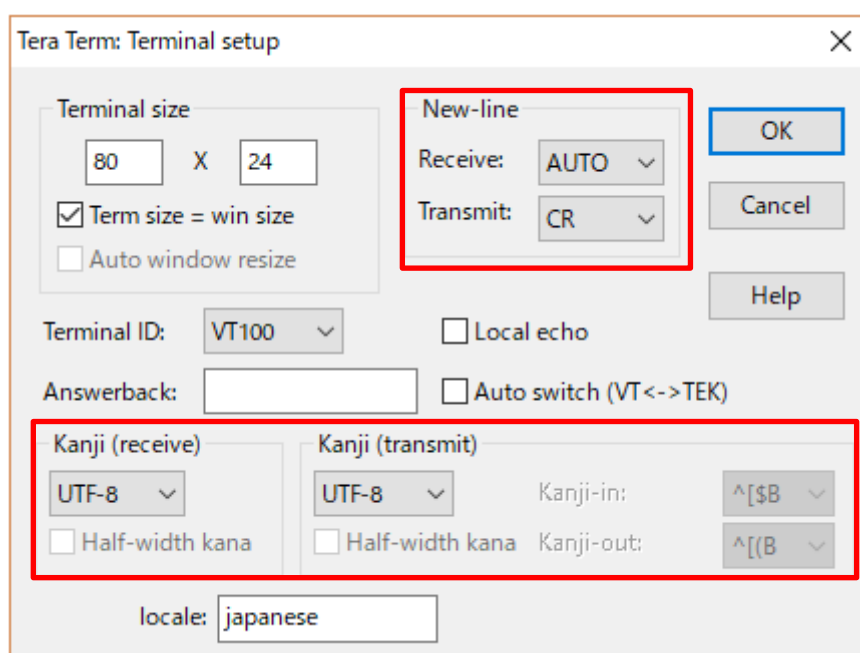 Tera Term: Terminal setup
Terminal size
80 X 24
Term size = win size
Auto window resize
New-line
Receive: AUTO
Transmit: CR
OK
Cancel
Help
Terminal ID: VT100
Local echo
Answerback:
Auto switch (VT<->TEK)
Kanji (receive)
UTF-8
Half-width kana
Kanji (transmit)
UTF-8
Half-width kana
Kanji-in: ^[$B
Kanji-out: ^[(B
locale: japanese